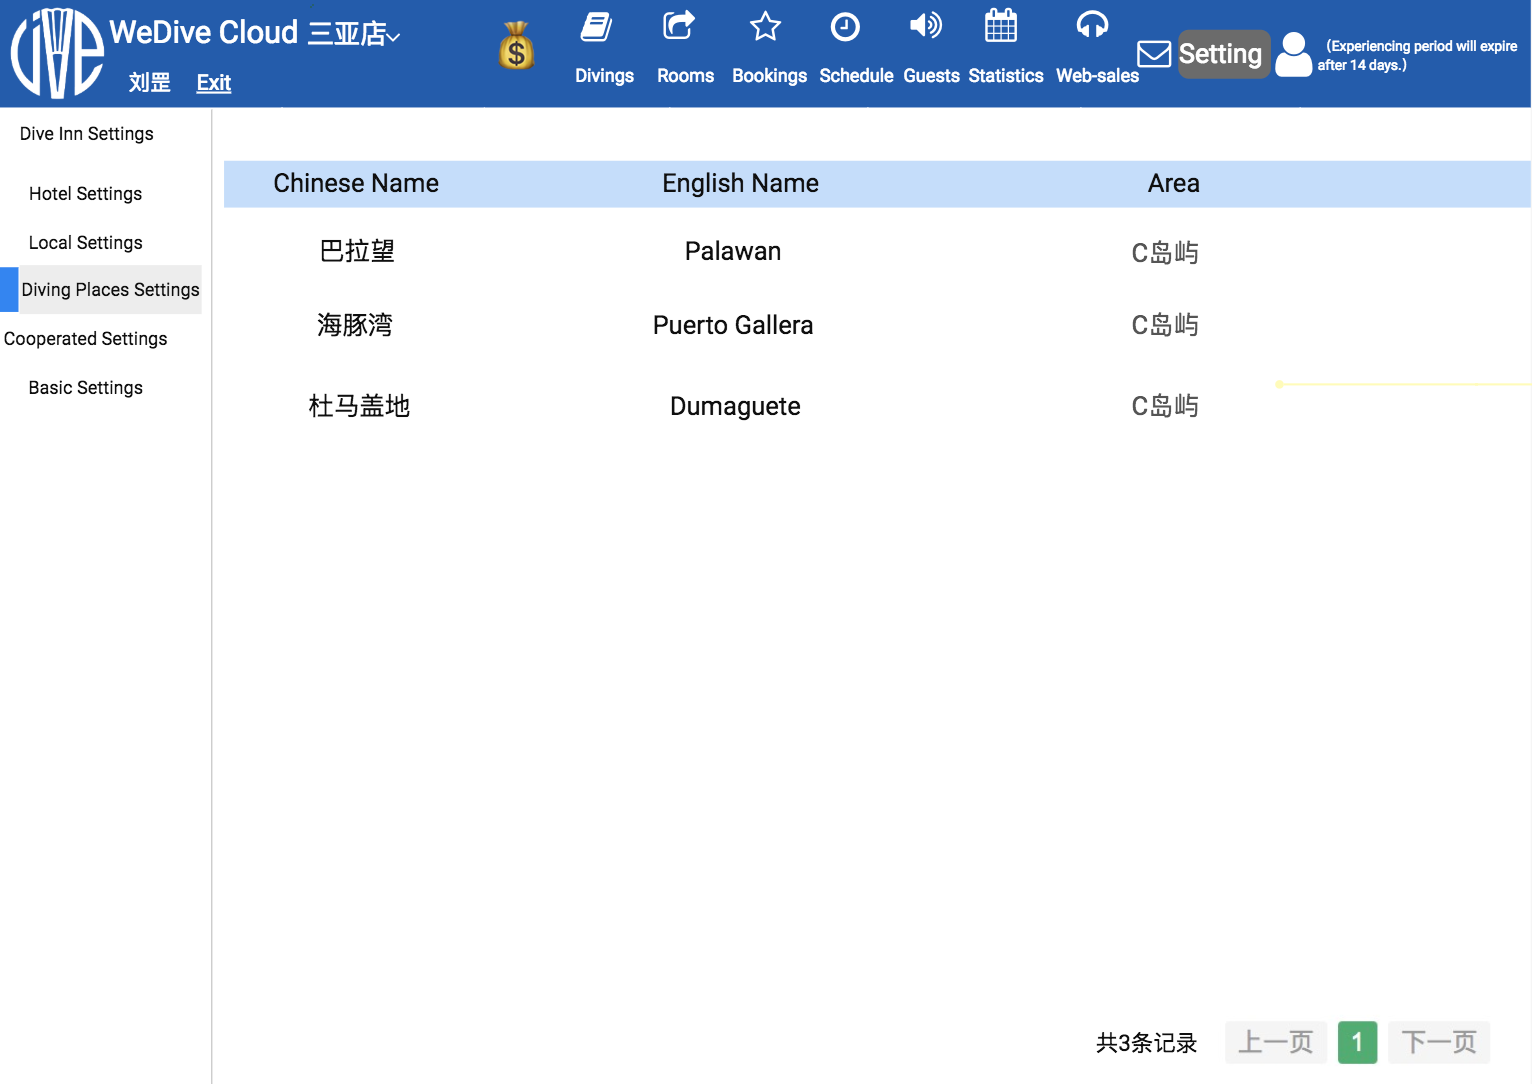 WeDive Cloud 三亚店
刘罡 Exit
$
Divings Rooms Bookings Schedule Guests Statistics Web-sales
Setting
(Experiencing period will expire
after 14 days.)
Dive Inn Settings
Hotel Settings
Local Settings
Diving Places Settings
Cooperated Settings
Basic Settings
Chinese Name English Name Area
巴拉望 Palawan C岛屿
海豚湾 Puerto Gallera C岛屿
杜马盖地 Dumaguete C岛屿
共3条记录 上一页 1 下一页